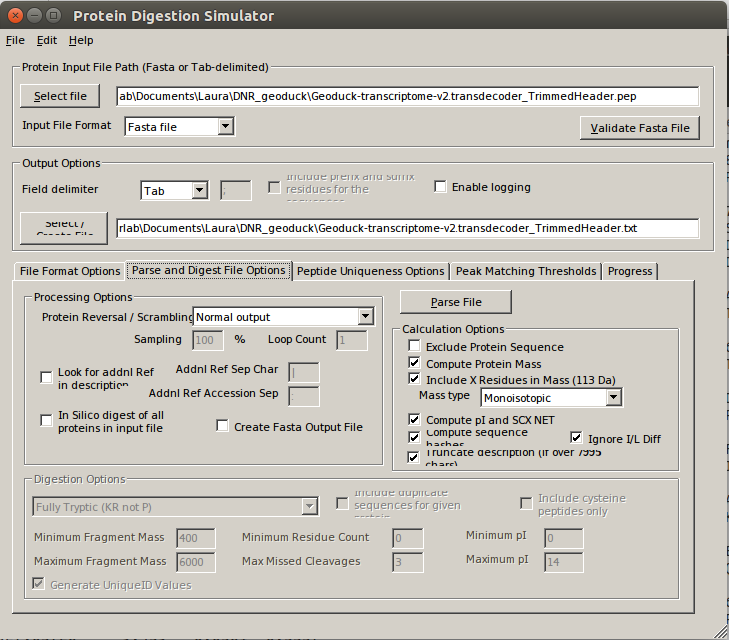 Protein Digestion Simulator
File Edit Help
Protein Input File Path (Fasta or Tab-delimited)
Select file
ab\Documents\Laura\DNR_geoduck\Geoduck-transcriptome-v2.transdecoder_TrimmedHeader.pep
Input File Format
Fasta file
Validate Fasta File
Output Options
Field delimiter
Tab
;
Include prefix and suffix
residues for the
sequences
Enable logging
Select /
Create File
rlab\Documents\Laura\DNR_geoduck\Geoduck-transcriptome-v2.transdecoder_TrimmedHeader.txt
File Format Options
Parse and Digest File Options
Peptide Uniqueness Options
Peak Matching Thresholds
Progress
Processing Options
Protein Reversal / Scrambling
Normal output
Sampling
100
%
Loop Count
1
Look for addnl Ref
in description
Addnl Ref Sep Char
|
Addnl Ref Accession Sep
:
In Silico digest of all
proteins in input file
Create Fasta Output File
Parse File
Calculation Options
Exclude Protein Sequence
Compute Protein Mass
Include X Residues in Mass (113 Da)
Mass type
Monoisotopic
Compute pI and SCX NET
Compute sequence
hashes
Ignore I/L Diff
Truncate description (if over 7995
chars)
Digestion Options
Fully Tryptic (KR not P)
Include duplicate
sequences for given
protein
Include cysteine
peptides only
Minimum Fragment Mass
400
Minimum Residue Count
0
Minimum pI
0
Maximum Fragment Mass
6000
Max Missed Cleavages
3
Maximum pI
14
Generate UniqueID Values